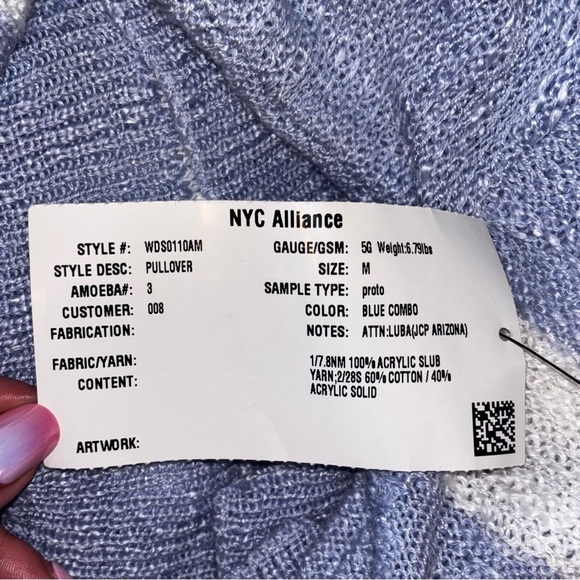 NYC Alliance
STYLE #: WDS0110AM GAUGE/GSM: 5G Weight:6.79lbs
STYLE DESC: PULLOVER SIZE: M
AMOEBA#: 3 SAMPLE TYPE: proto
CUSTOMER: 008 COLOR: BLUE COMBO
FABRICATION: NOTES: ATTN:LUBA(JCP ARIZONA)
FABRIC/YARN: 1/7.8NM 100% ACRYLIC SLUB
CONTENT: YARN;2/28S 60% COTTON / 40%
ACRYLIC SOLID
ARTWORK: